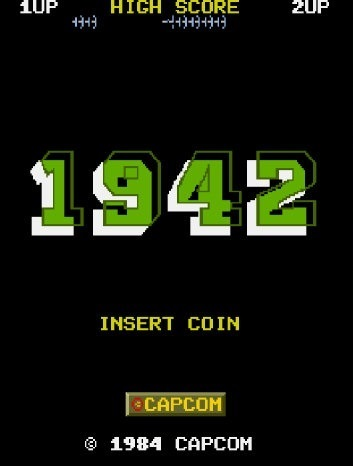 1UP HIGH SCORE 2UP
1942
INSERT COIN
CAPCOM
© 1984 CAPCOM